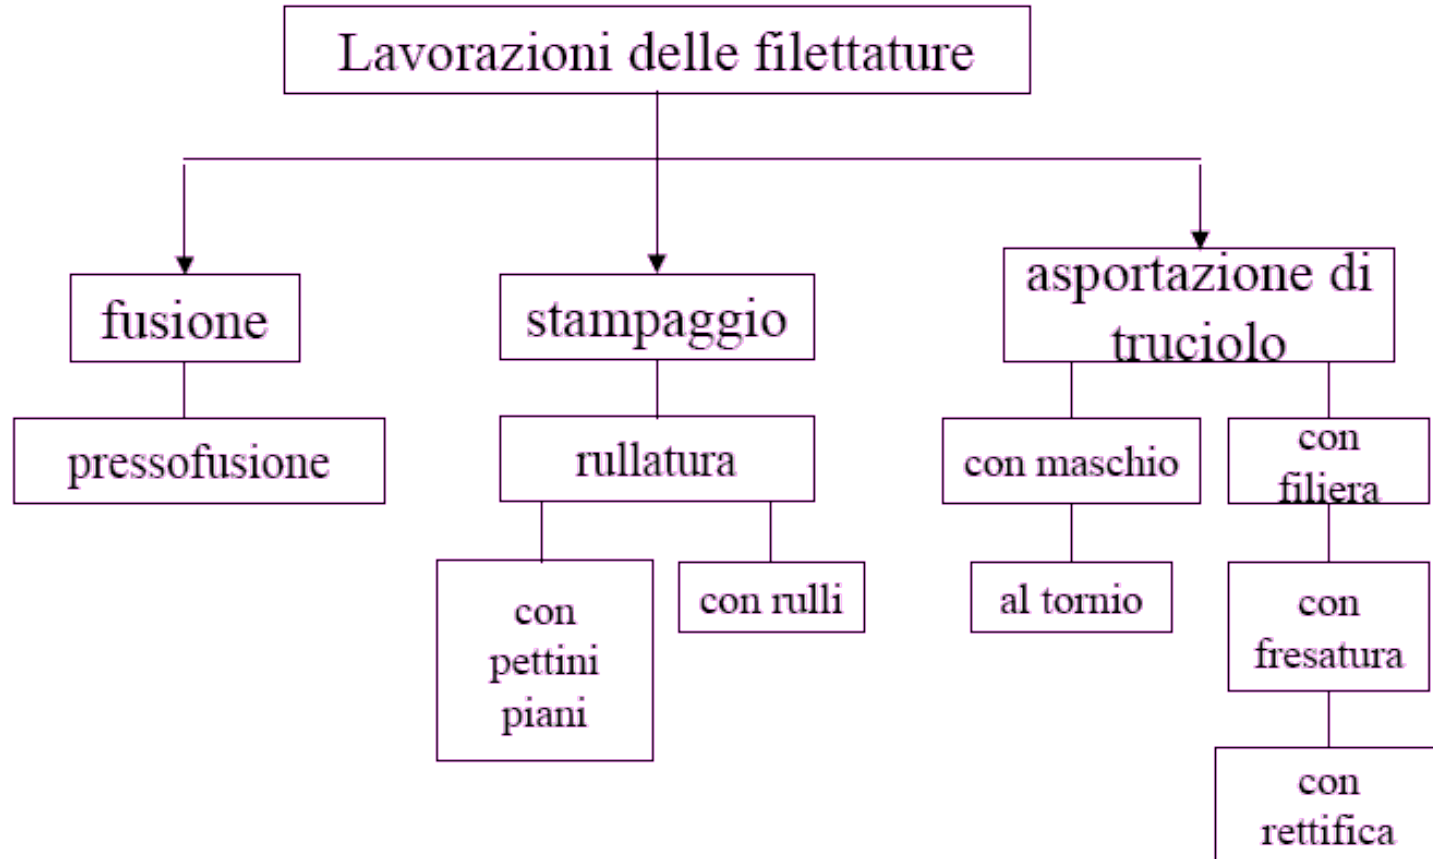 Lavorazioni delle filettature
fusione
stampaggio
asportazione di
truciolo
pressofusione
rullatura
con maschio
con
filiera
con
pettini
piani
con rulli
al tornio
con
fresatura
con
rettifica